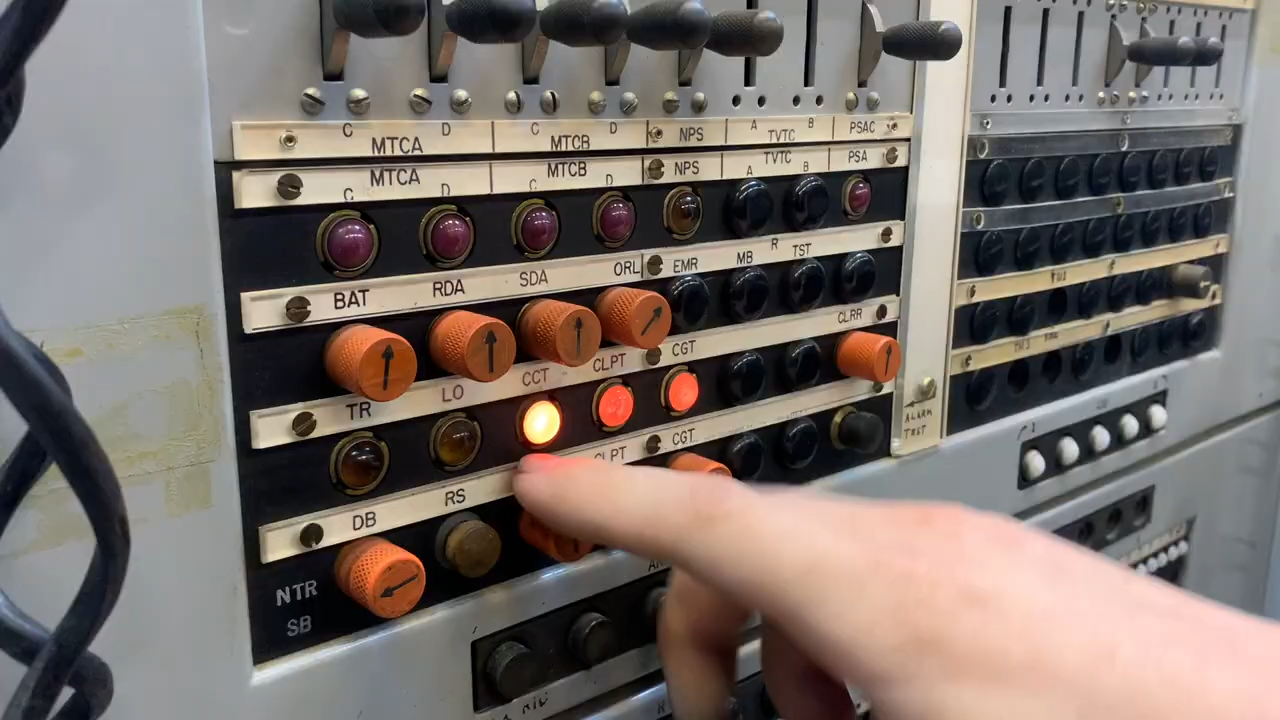 C D C D NPS A B PSAC
MTCA MTCB TVTC
MTCA MTCB NPS TVTC PSA
C D C D A B
BAT RDA SDA ORL EMR MB R TST
TR LO CCT CLPT CGT CLRR
DB RS CLPT CGT
NTR
SB
ALARM
TEST